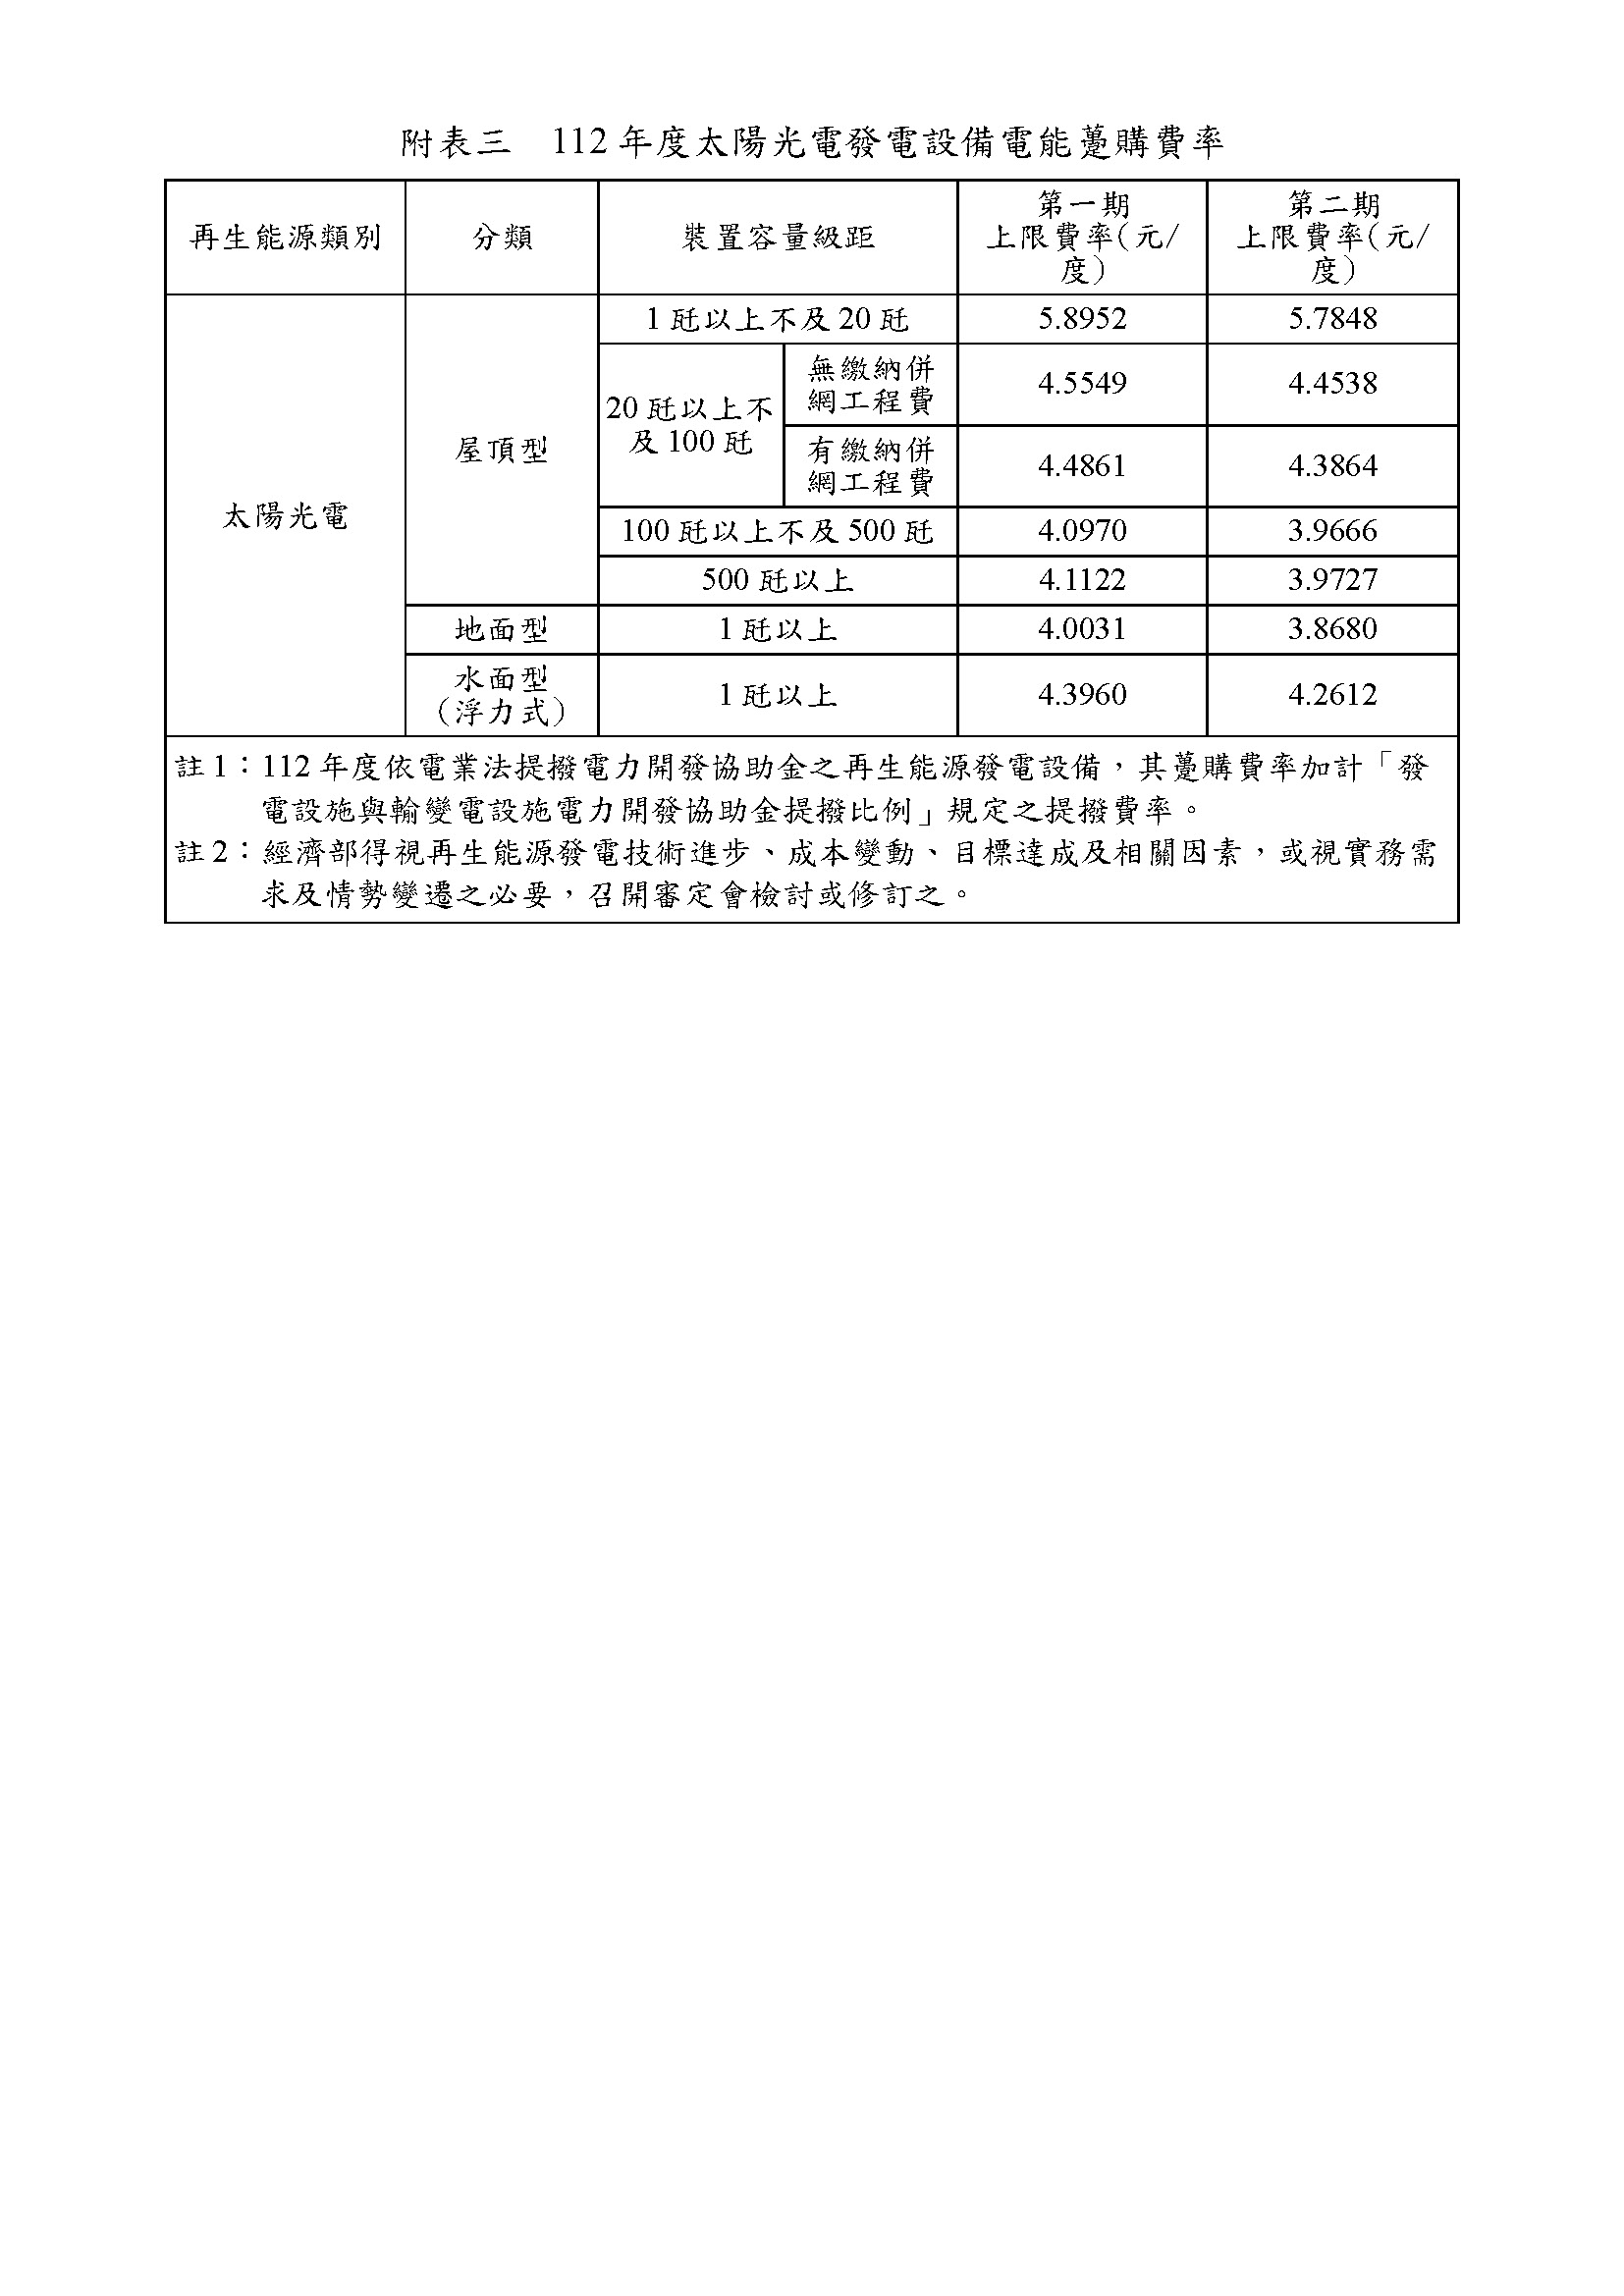 附表三　112 年度太陽光電發電設備電能躉購費率
再生能源類別
分類
裝置容量級距
第一期
上限費率(元/
度)
第二期
上限費率(元/
度)
太陽光電
屋頂型
1 瓩以上不及 20 瓩
5.8952
5.7848
20 瓩以上不
及 100 瓩
無繳納併
網工程費
4.5549
4.4538
有繳納併
網工程費
4.4861
4.3864
100 瓩以上不及 500 瓩
4.0970
3.9666
500 瓩以上
4.1122
3.9727
地面型
1 瓩以上
4.0031
3.8680
水面型
(浮力式)
1 瓩以上
4.3960
4.2612
註 1：112 年度依電業法提撥電力開發協助金之再生能源發電設備，其躉購費率加計「發
電設施與輸變電設施電力開發協助金提撥比例」規定之提撥費率。
註 2：經濟部得視再生能源發電技術進步、成本變動、目標達成及相關因素，或視實務需
求及情勢變遷之必要，召開審定會檢討或修訂之。